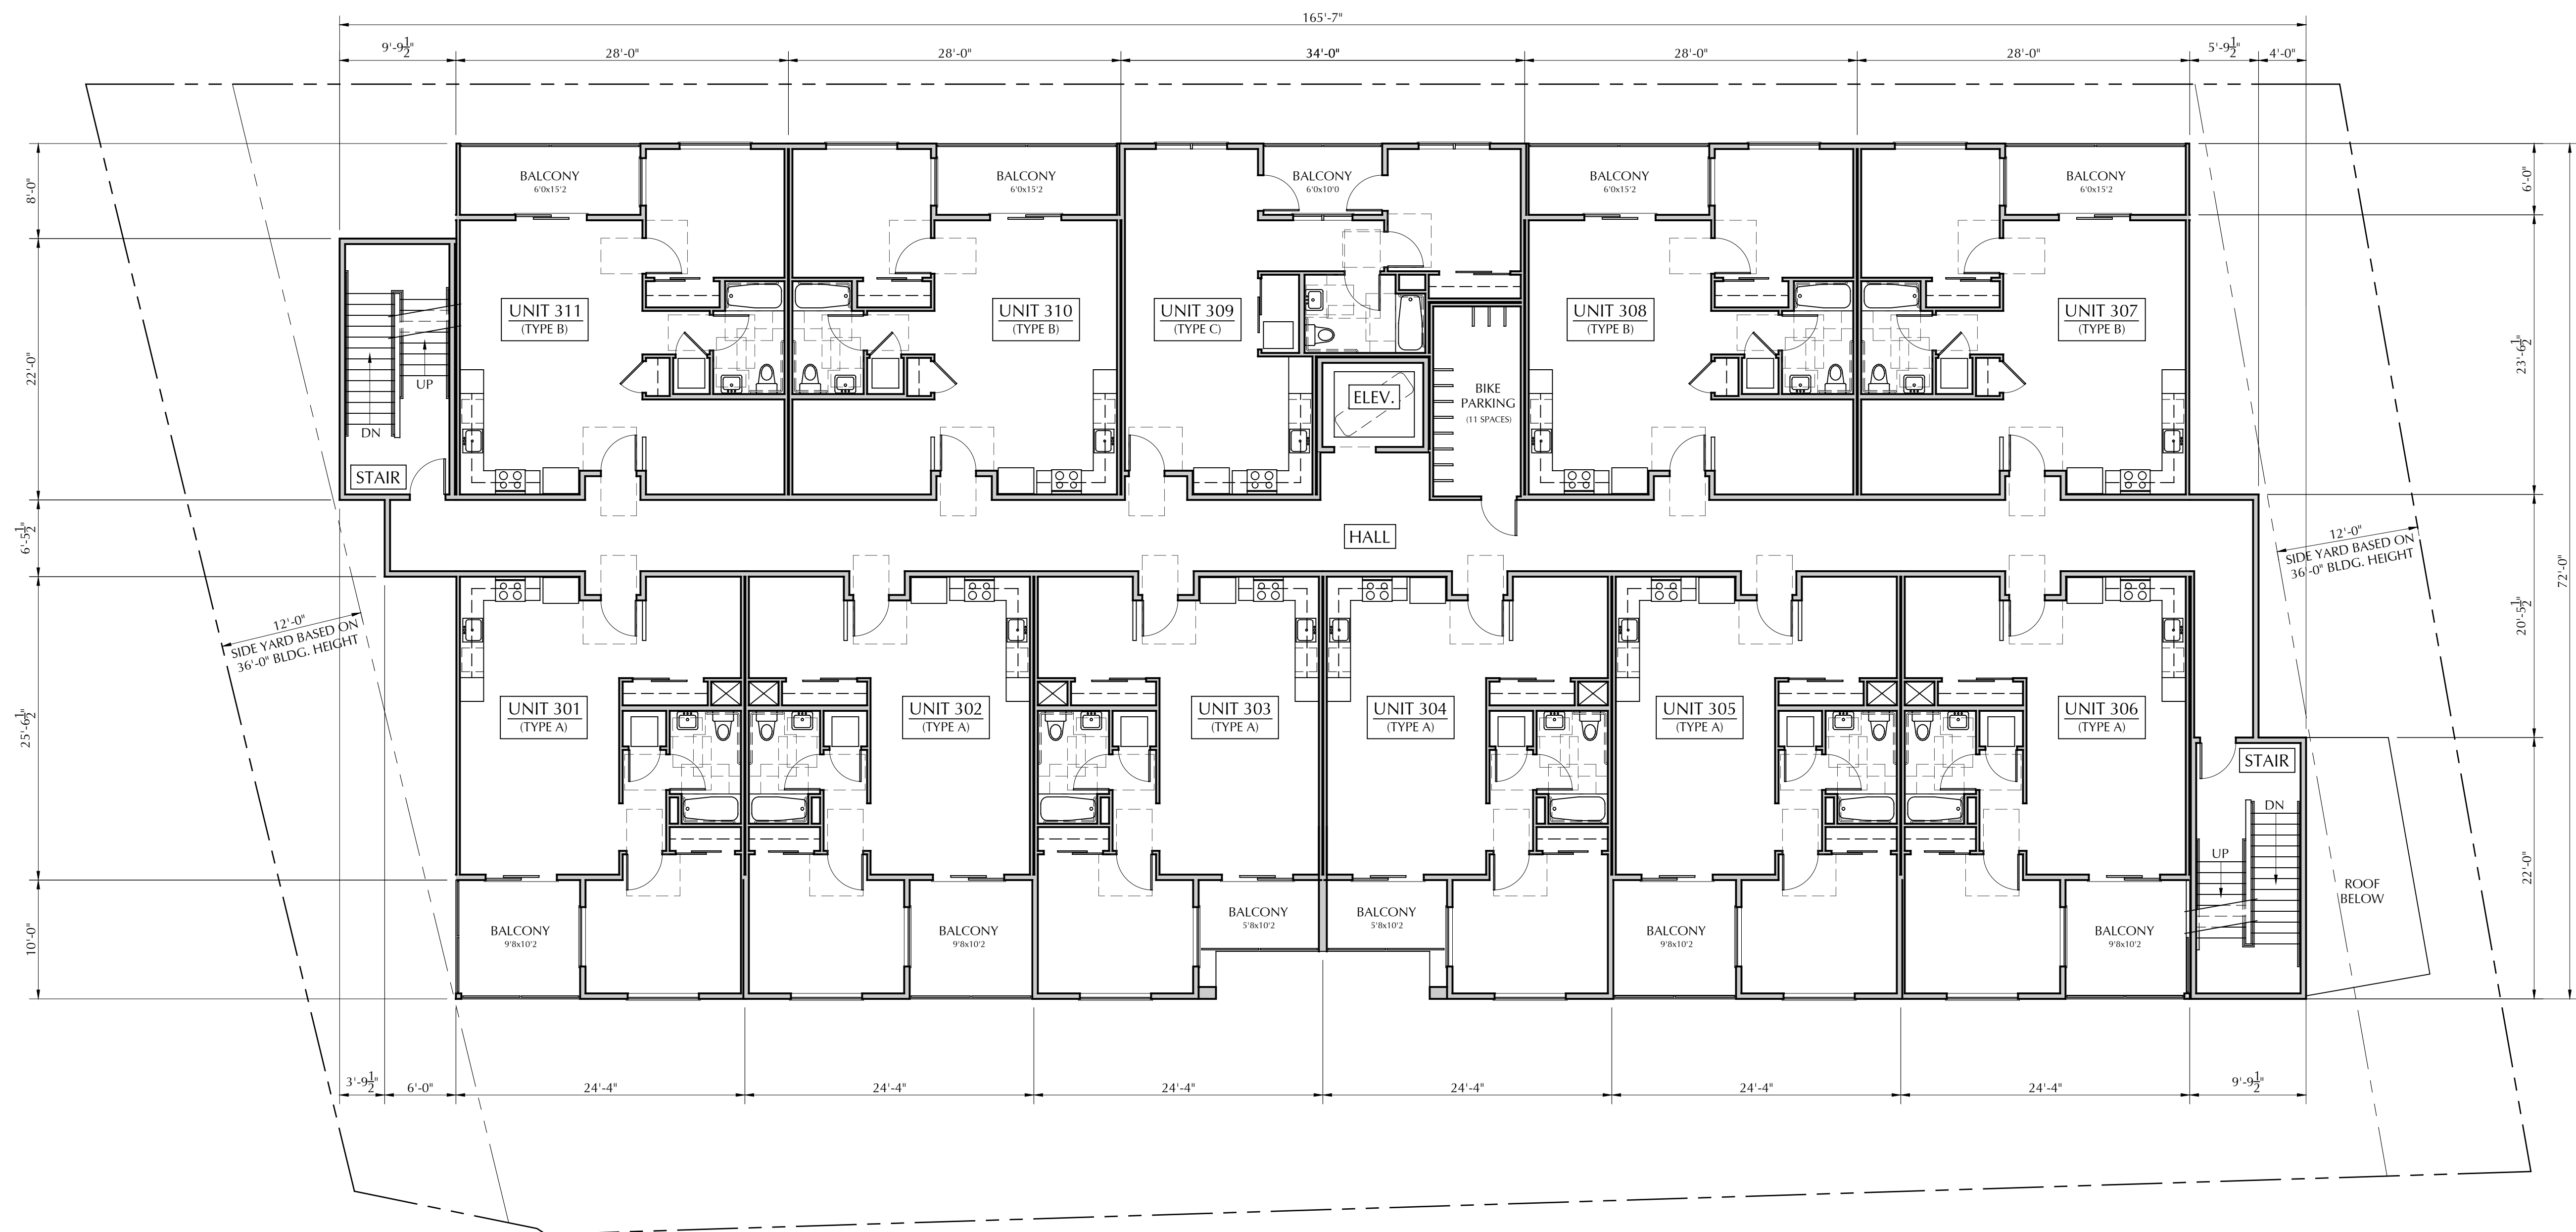 165'-7"
9'-9 1/2"
28'-0"
28'-0"
34'-0"
28'-0"
28'-0"
5'-9 1/2"
4'-0"
8'-0"
22'-0"
6'-5 1/2"
25'-6 1/2"
10'-0"
BALCONY
6'0x15'2
BALCONY
6'0x15'2
BALCONY
6'0x10'0
BALCONY
6'0x15'2
BALCONY
6'0x15'2
6'-0"
23'-6 1/2"
20'-5 1/2"
22'-0"
72'-0"
UNIT 311
(TYPE B)
UNIT 310
(TYPE B)
UNIT 309
(TYPE C)
UNIT 308
(TYPE B)
UNIT 307
(TYPE B)
UP
DN
STAIR
ELEV.
BIKE
PARKING
(11 SPACES)
HALL
12'-0"
SIDE YARD BASED ON
36'-0" BLDG. HEIGHT
12'-0"
SIDE YARD BASED ON
36'-0" BLDG. HEIGHT
UNIT 301
(TYPE A)
UNIT 302
(TYPE A)
UNIT 303
(TYPE A)
UNIT 304
(TYPE A)
UNIT 305
(TYPE A)
UNIT 306
(TYPE A)
STAIR
DN
UP
ROOF
BELOW
BALCONY
9'8x10'2
BALCONY
9'8x10'2
BALCONY
5'8x10'2
BALCONY
5'8x10'2
BALCONY
9'8x10'2
BALCONY
9'8x10'2
3'-9 1/2"
6'-0"
24'-4"
24'-4"
24'-4"
24'-4"
24'-4"
24'-4"
9'-9 1/2"